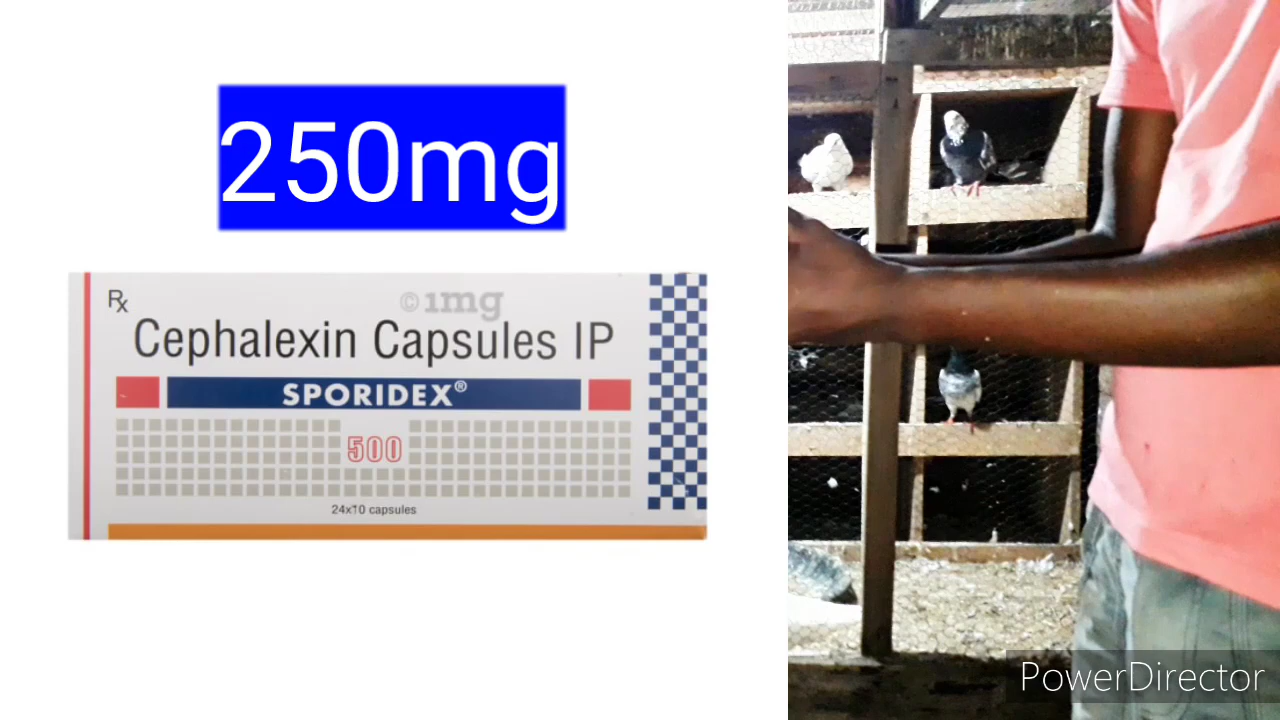 250mg
Rx
© 1mg
Cephalexin Capsules IP
SPORIDEX®
500
24x10 capsules
PowerDirector